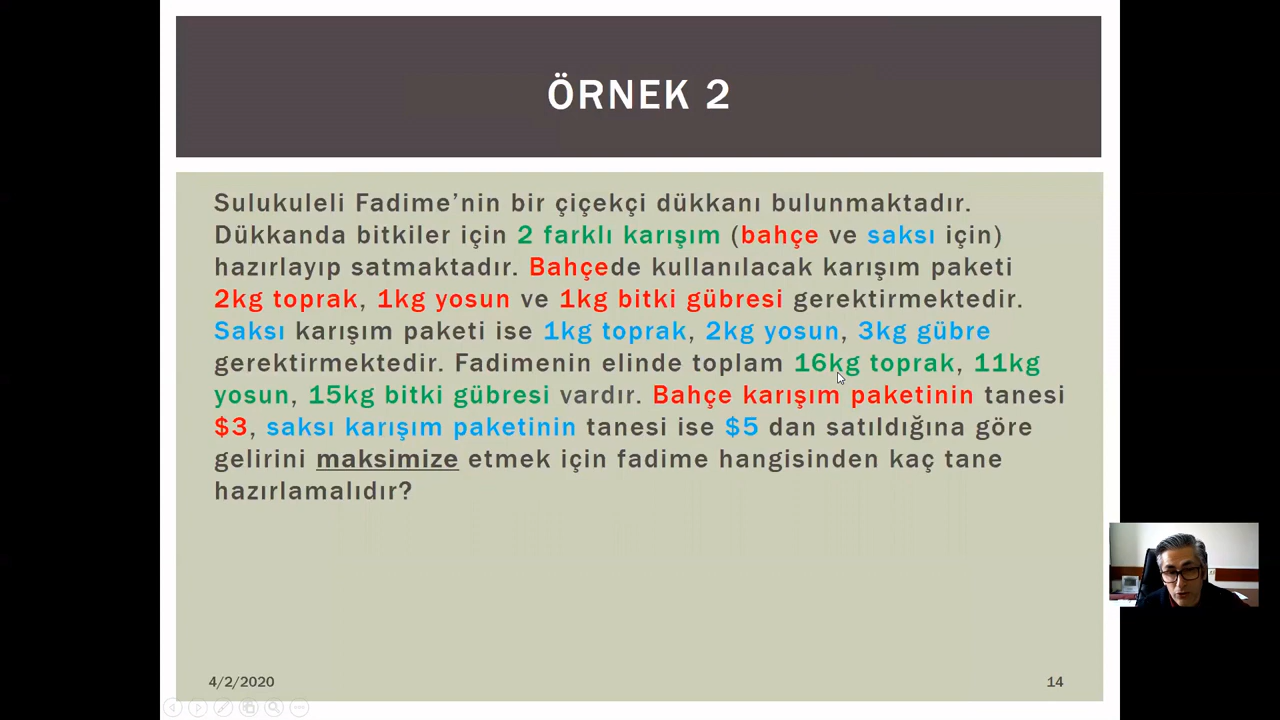 ÖRNEK 2
Sulukuleli Fadime’nin bir çiçekçi dükkanı bulunmaktadır.
Dükkanda bitkiler için 2 farklı karışım (bahçe ve saksı için)
hazırlayıp satmaktadır. Bahçede kullanılacak karışım paketi
2kg toprak, 1kg yosun ve 1kg bitki gübresi gerektirmektedir.
Saksı karışım paketi ise 1kg toprak, 2kg yosun, 3kg gübre
gerektirmektedir. Fadimenin elinde toplam 16kg toprak, 11kg
yosun, 15kg bitki gübresi vardır. Bahçe karışım paketinin tanesi
$3, saksı karışım paketinin tanesi ise $5 dan satıldığına göre
gelirini maksimize etmek için fadime hangisinden kaç tane
hazırlamalıdır?
4/2/2020
14